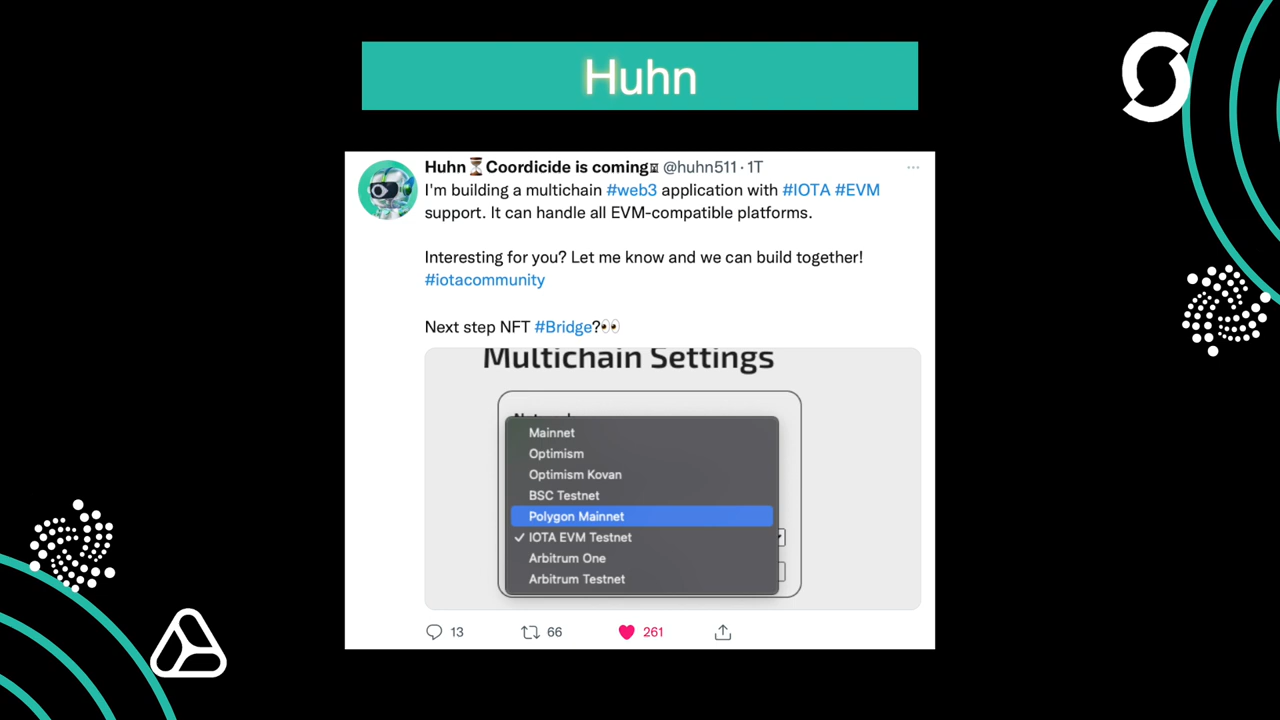 Huhn
Huhn⏳Coordicide is coming⌛ @huhn511 · 1T
I'm building a multichain #web3 application with #IOTA #EVM
support. It can handle all EVM-compatible platforms.
Interesting for you? Let me know and we can build together!
#iotacommunity
Next step NFT #Bridge?👀
Multichain Settings
Mainnet
Optimism
Optimism Kovan
BSC Testnet
Polygon Mainnet
✓ IOTA EVM Testnet
Arbitrum One
Arbitrum Testnet
13 66 261